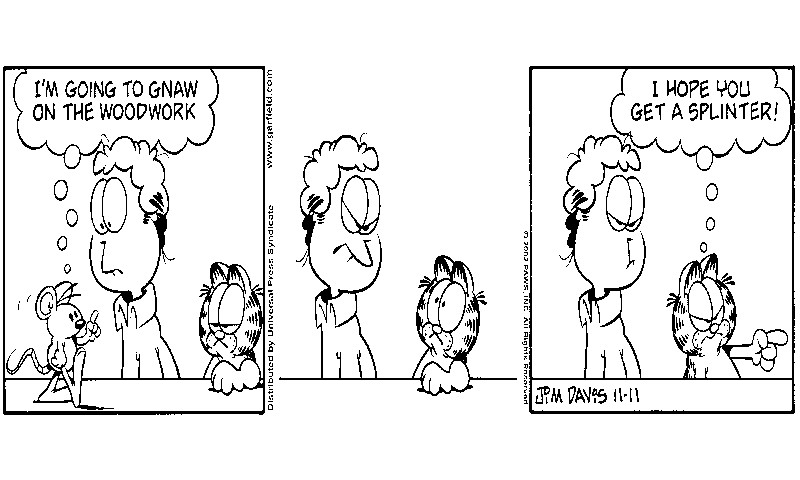 I'M GOING TO GNAW
ON THE WOODWORK
www.garfield.com
Distributed by Universal Press Syndicate
© 2002 PAWS, INC. All Rights Reserved.
I HOPE YOU
GET A SPLINTER!
JIM DAVIS 11-11